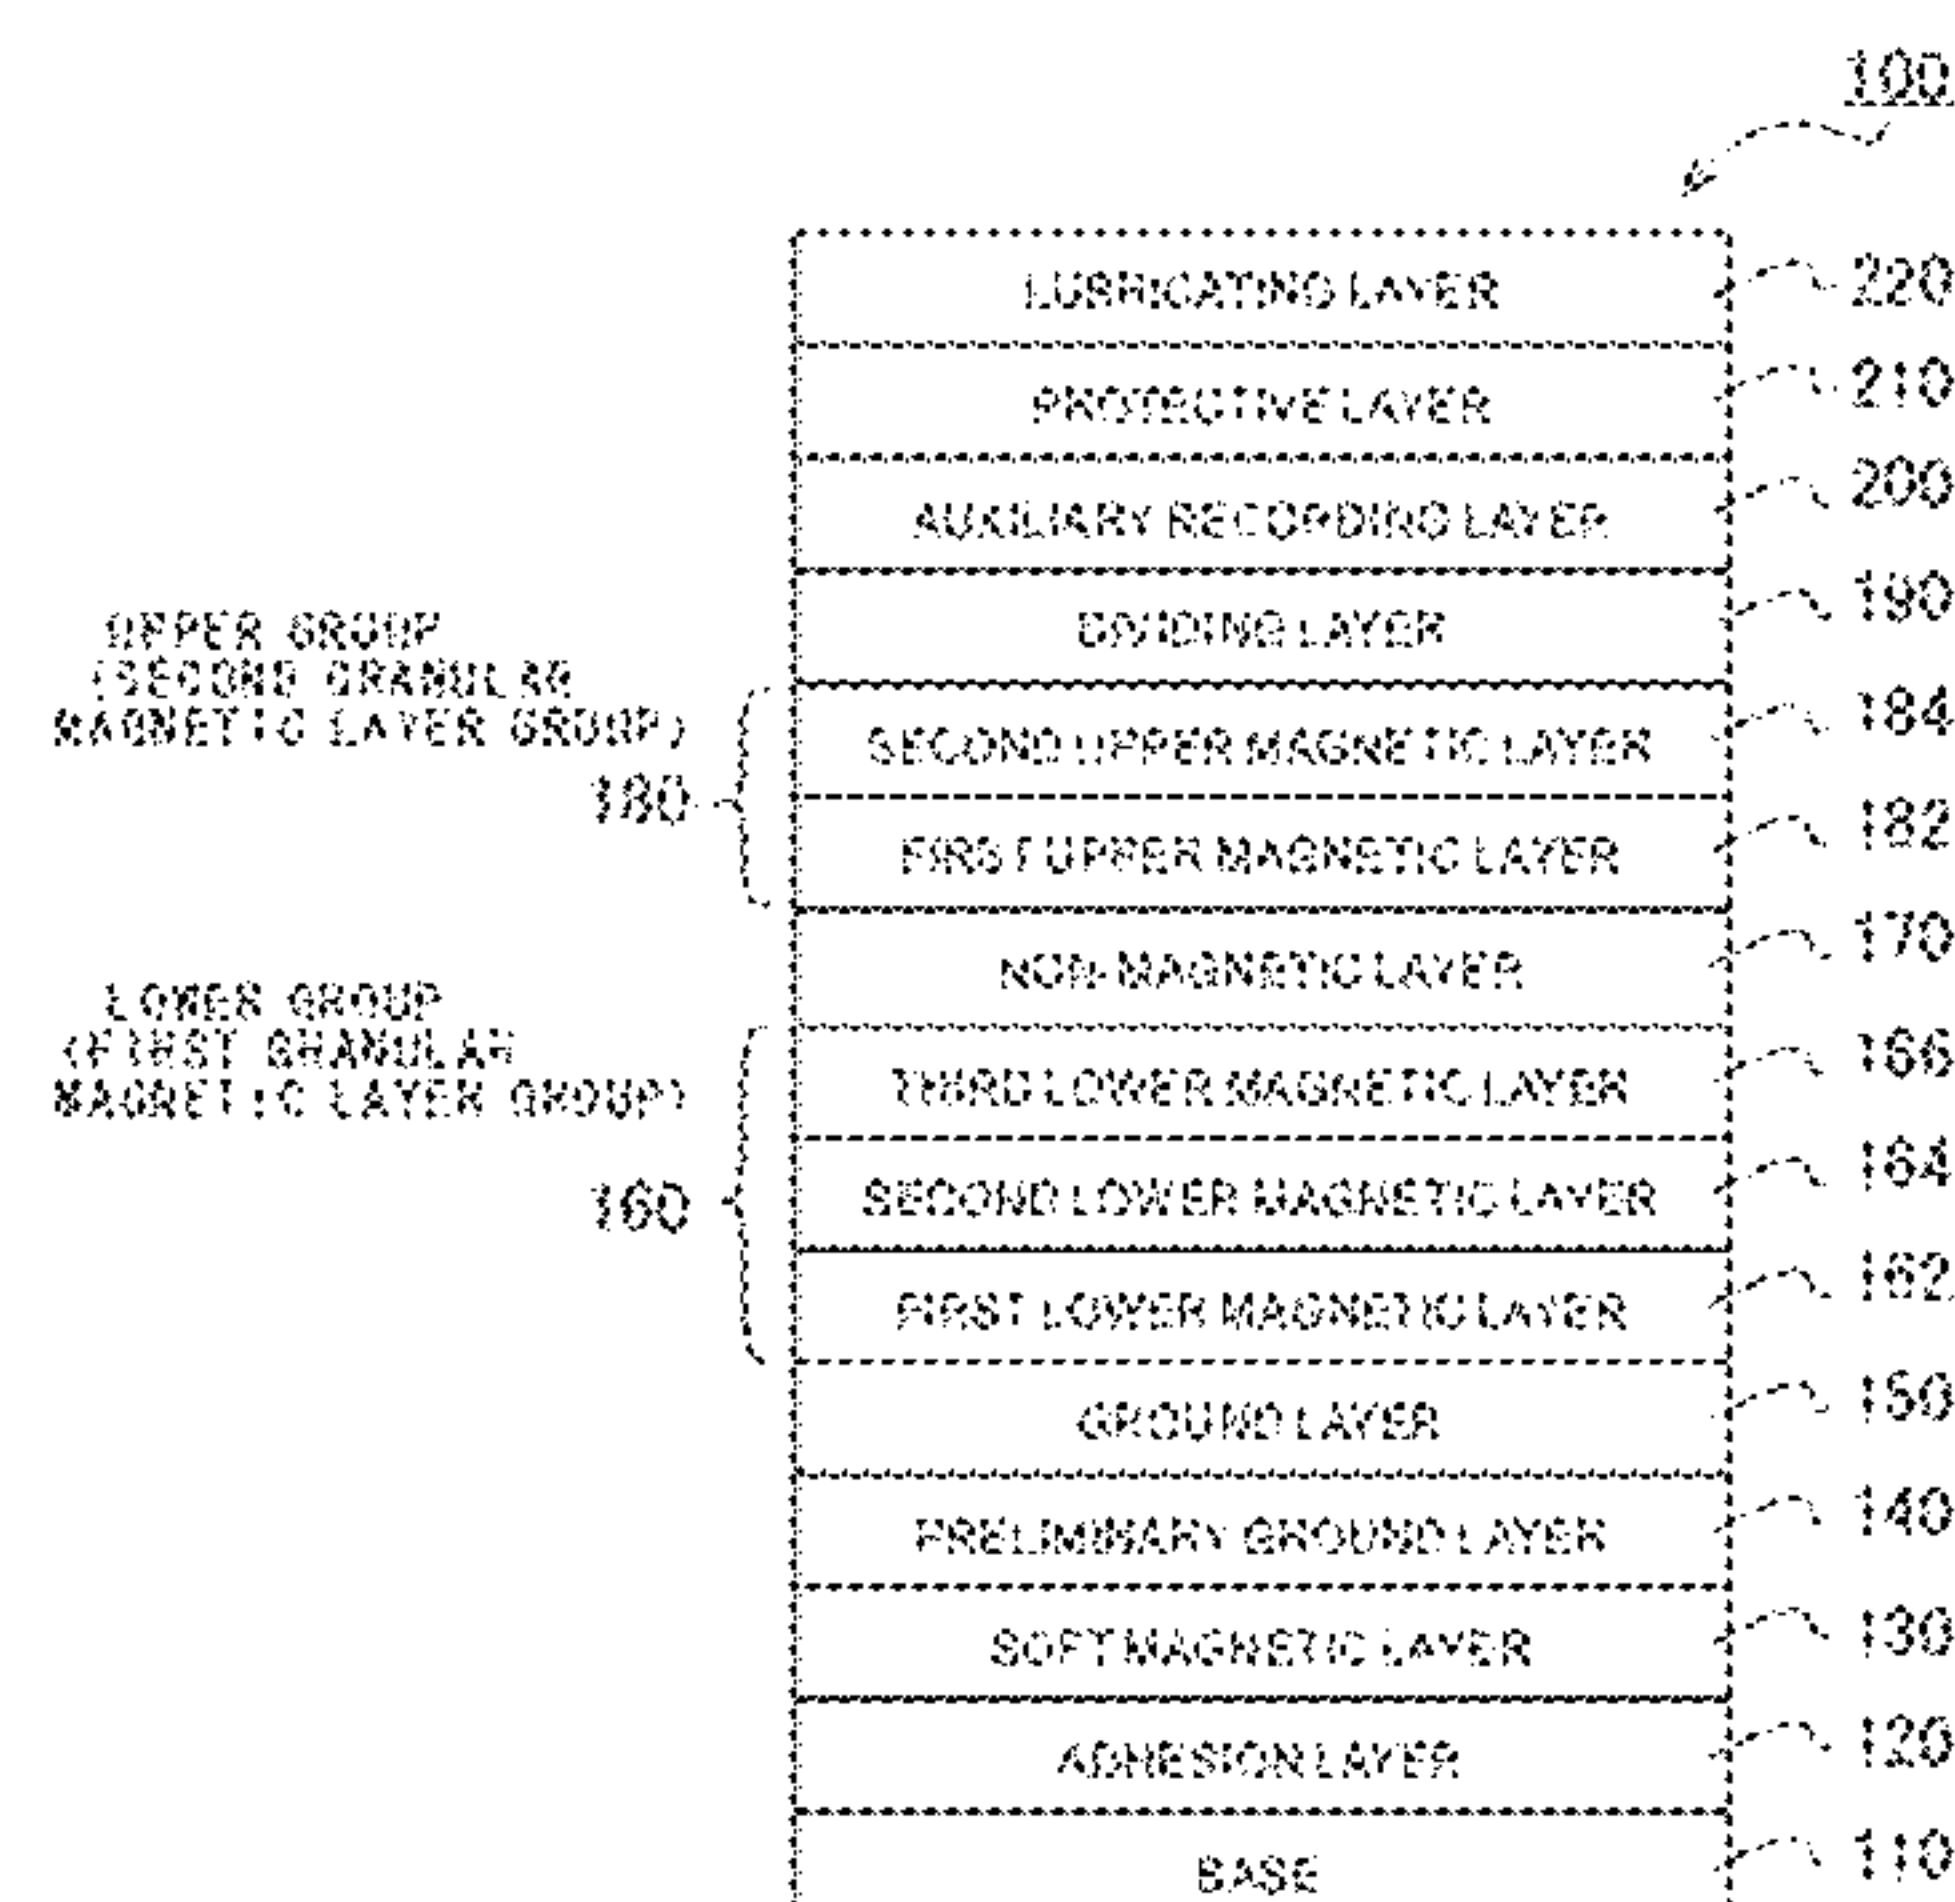 100
LUBRICATING LAYER 220
PROTECTIVE LAYER 210
AUXILIARY RECORDING LAYER 200
DIVIDING LAYER 190
UPPER GROUP
(SECOND GRANULAR
MAGNETIC LAYER GROUP)
180
SECOND UPPER MAGNETIC LAYER 184
FIRST UPPER MAGNETIC LAYER 182
NON-MAGNETIC LAYER 170
LOWER GROUP
(FIRST GRANULAR
MAGNETIC LAYER GROUP)
160
THIRD LOWER MAGNETIC LAYER 166
SECOND LOWER MAGNETIC LAYER 164
FIRST LOWER MAGNETIC LAYER 162
GROUND LAYER 150
PRELIMINARY GROUND LAYER 140
SOFT MAGNETIC LAYER 130
ADHESION LAYER 120
BASE 110